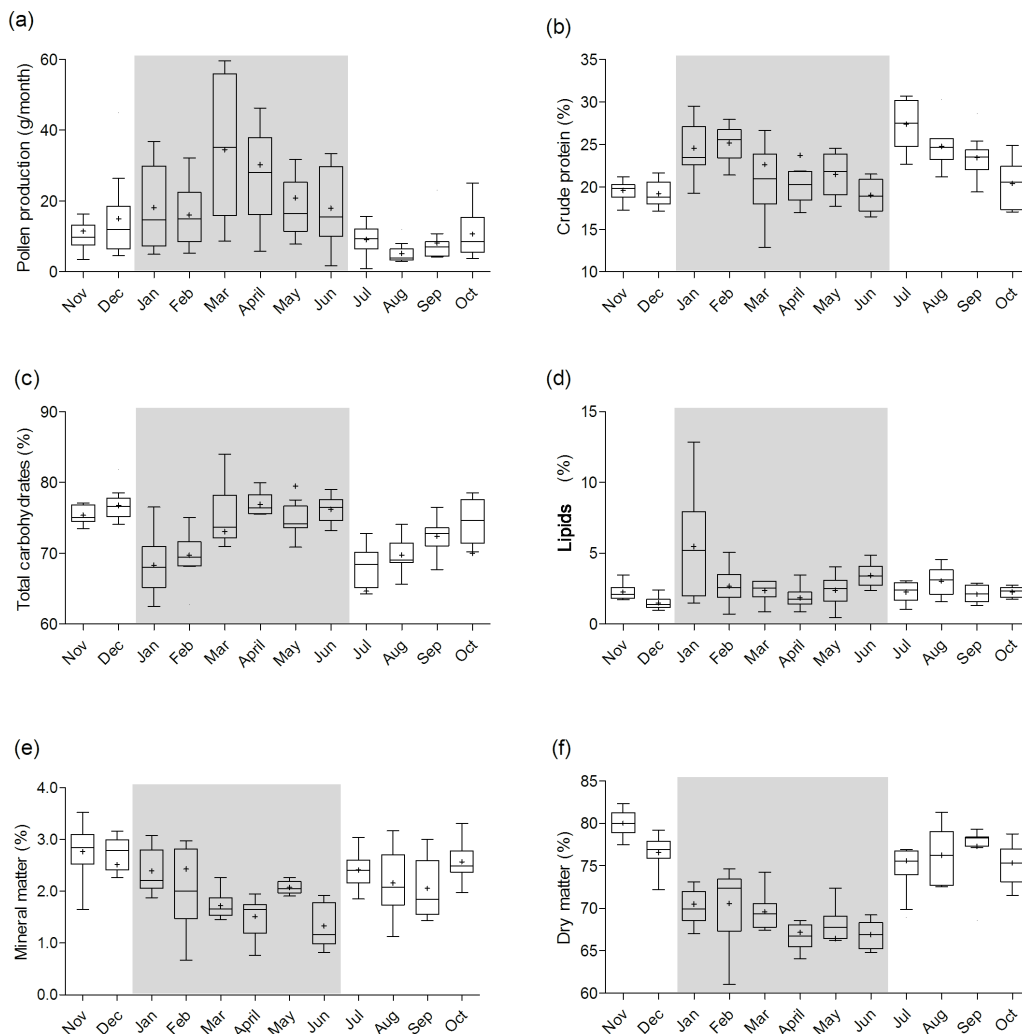 (a)
Pollen production (g/month)
60
40
20
0
Nov Dec Jan Feb Mar April May Jun Jul Aug Sep Oct
(b)
Crude protein (%)
35
30
25
20
15
10
Nov Dec Jan Feb Mar April May Jun Jul Aug Sep Oct
(c)
Total carbohydrates (%)
90
80
70
60
Nov Dec Jan Feb Mar April May Jun Jul Aug Sep Oct
(d)
Lipids (%)
15
10
5
0
Nov Dec Jan Feb Mar April May Jun Jul Aug Sep Oct
(e)
Mineral matter (%)
4.0
3.0
2.0
1.0
0.0
Nov Dec Jan Feb Mar April May Jun Jul Aug Sep Oct
(f)
Dry matter (%)
85
80
75
70
65
60
Nov Dec Jan Feb Mar April May Jun Jul Aug Sep Oct